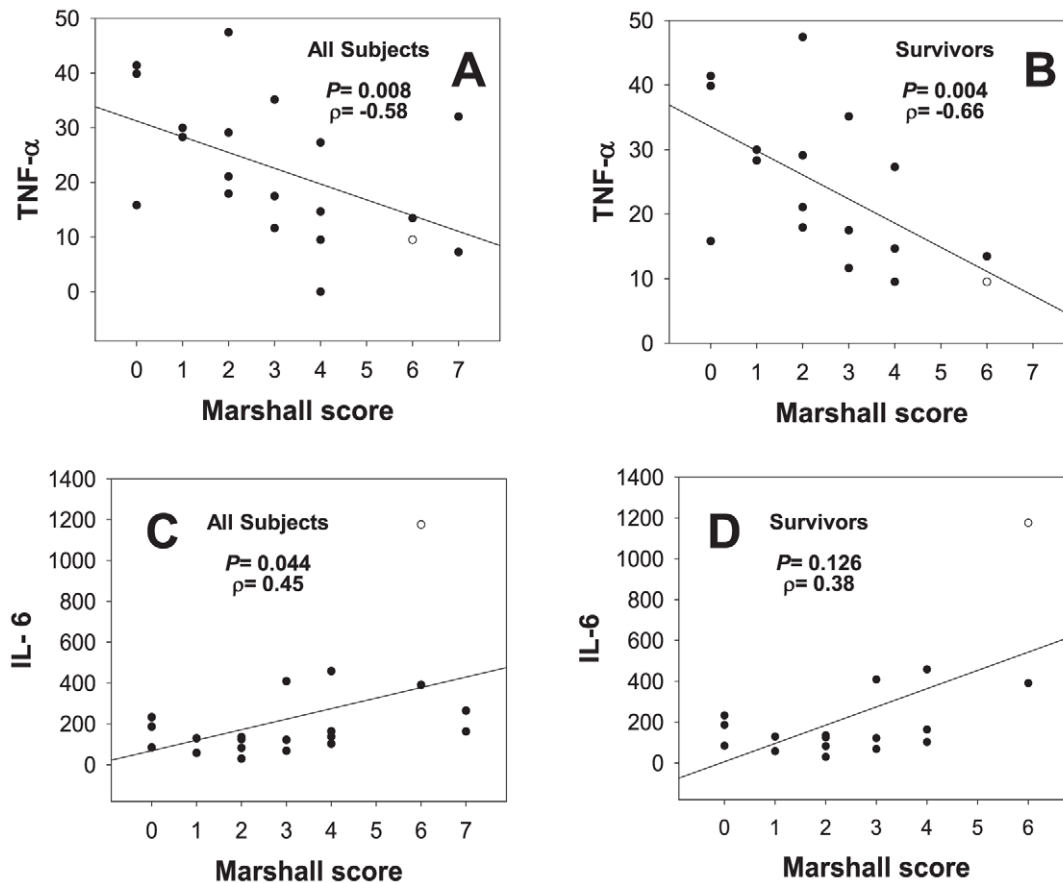 50
40
30
20
10
0
TNF-α
All Subjects
P= 0.008
ρ= -0.58
A
0 1 2 3 4 5 6 7
Marshall score
50
40
30
20
10
0
TNF-α
Survivors
P= 0.004
ρ= -0.66
B
0 1 2 3 4 5 6 7
Marshall score
1400
1200
1000
800
600
400
200
0
IL- 6
C
All Subjects
P= 0.044
ρ= 0.45
0 1 2 3 4 5 6 7
Marshall score
1400
1200
1000
800
600
400
200
0
IL-6
D
Survivors
P= 0.126
ρ= 0.38
0 1 2 3 4 5 6
Marshall score